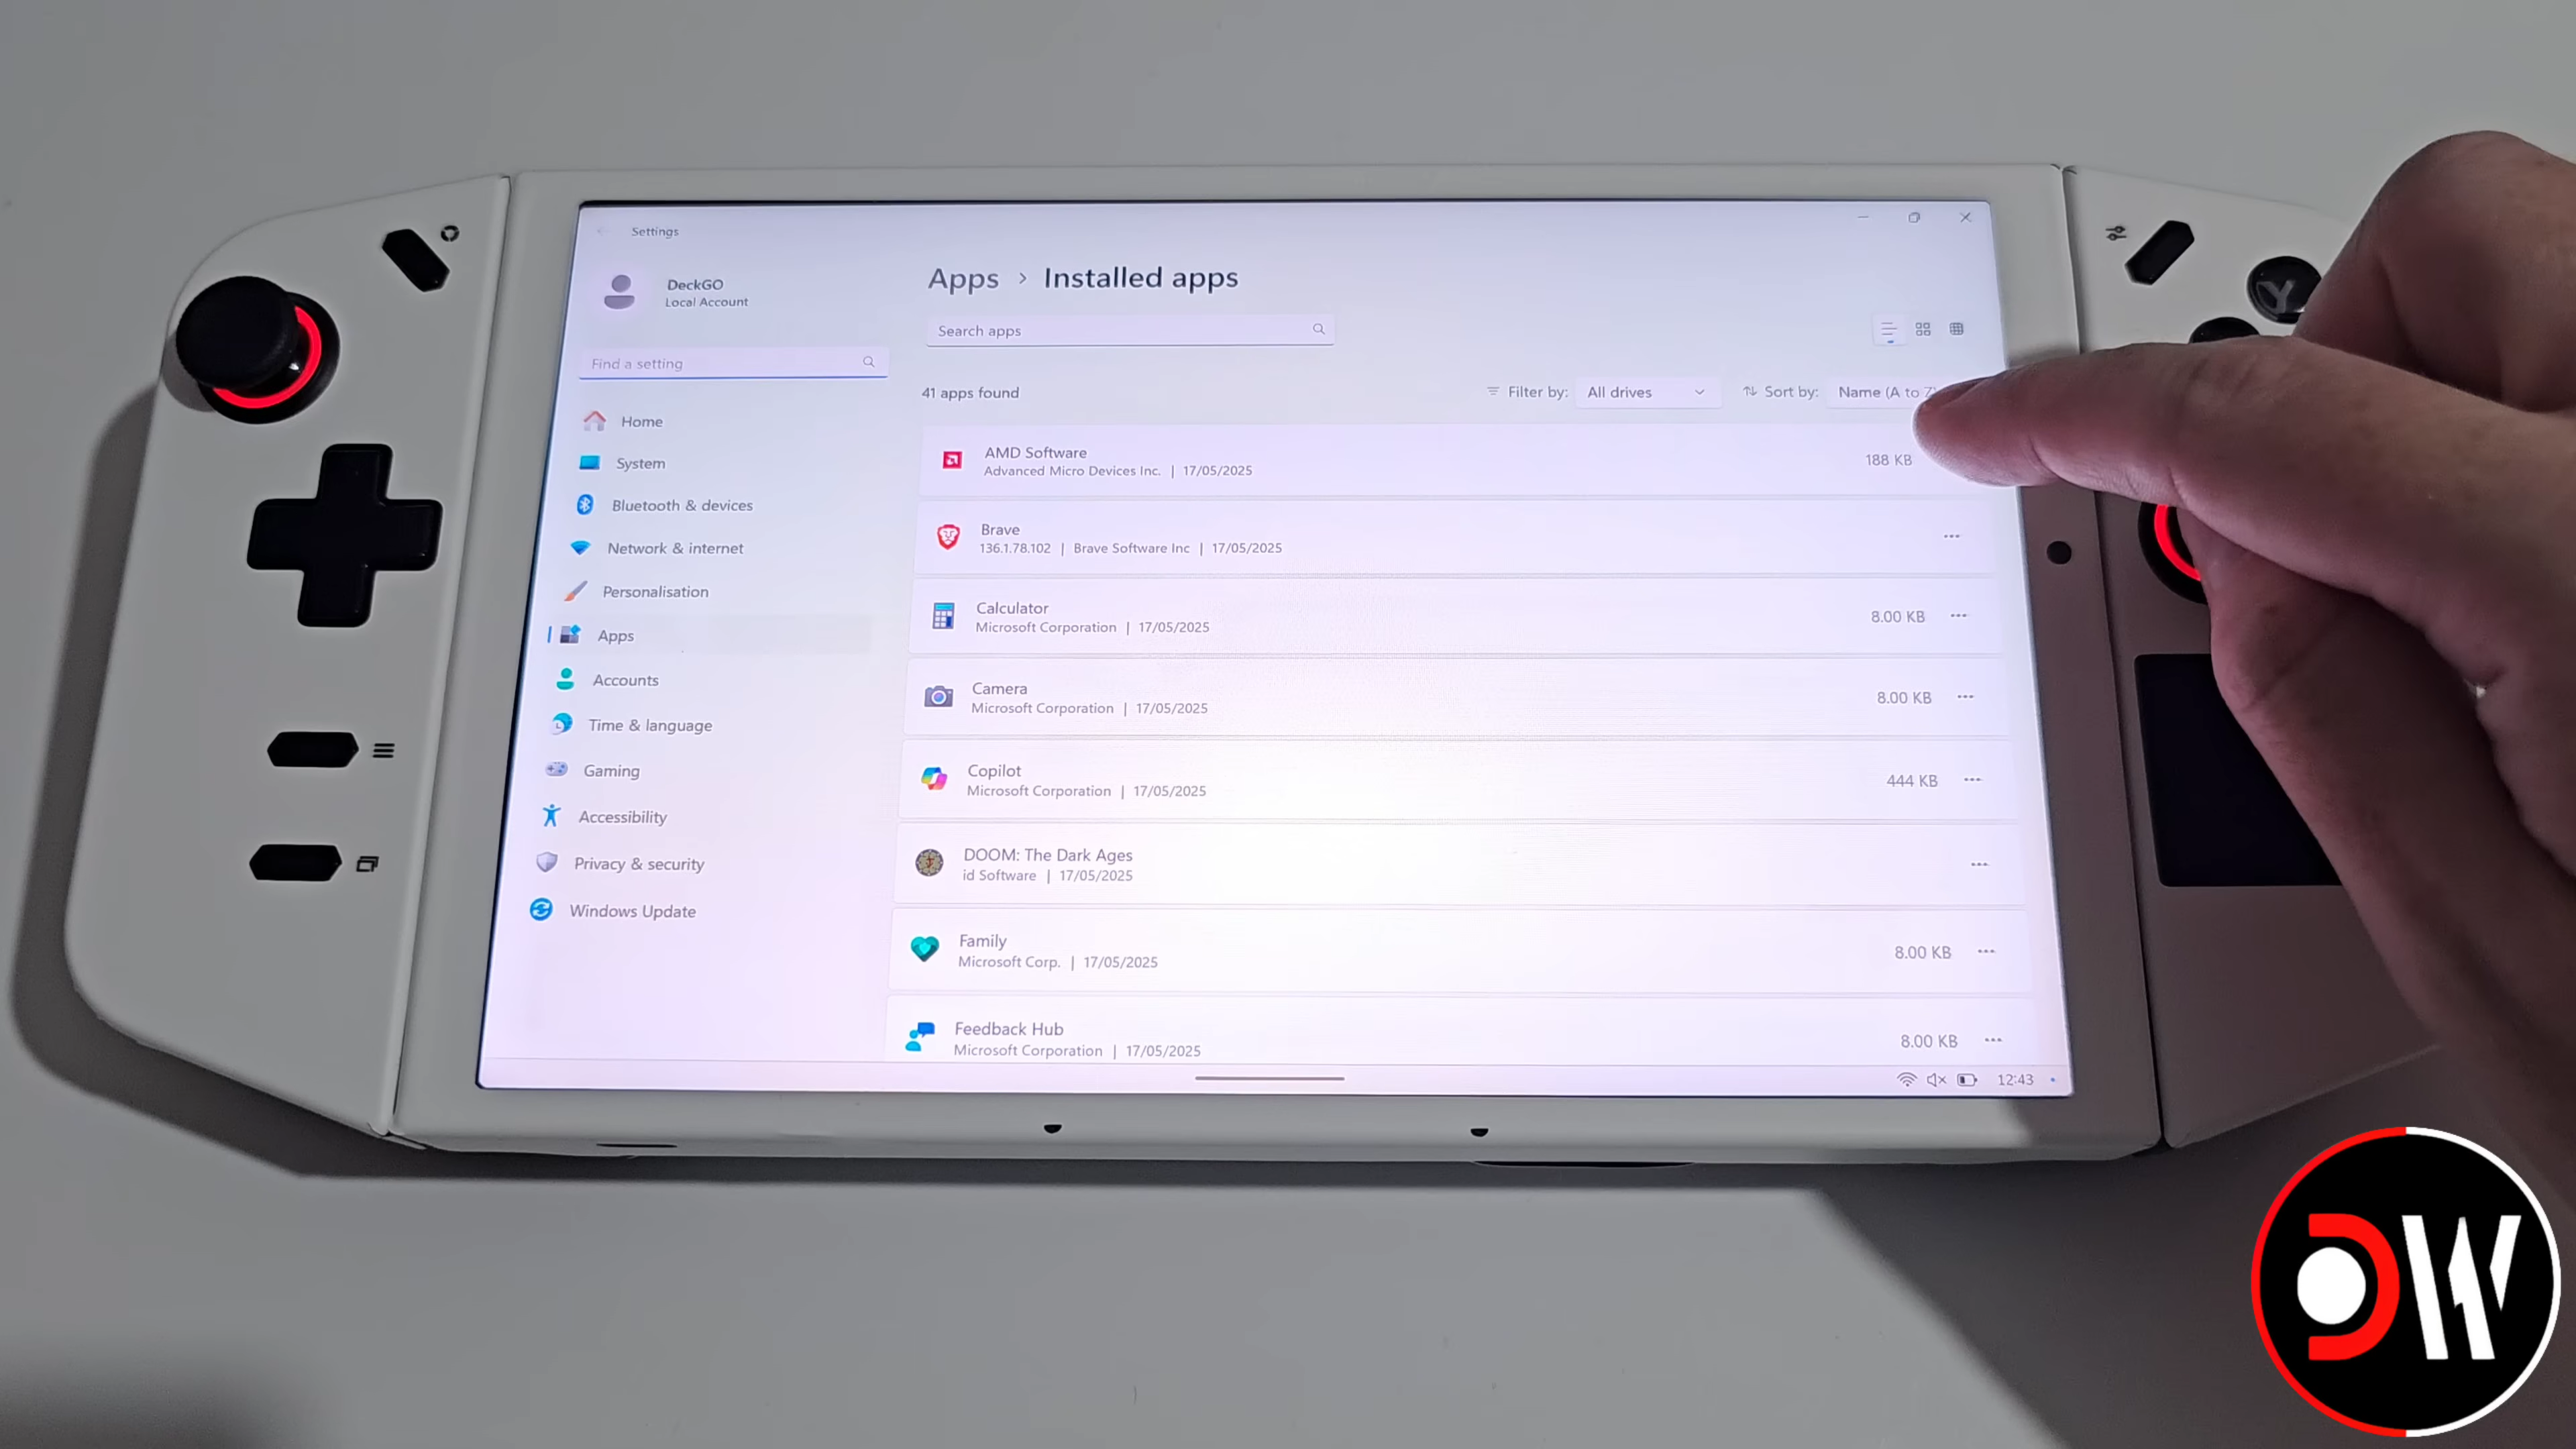 Settings
DeckGO
Local Account
Find a setting
Home
System
Bluetooth & devices
Network & internet
Personalisation
Apps
Accounts
Time & language
Gaming
Accessibility
Privacy & security
Windows Update
Apps › Installed apps
Search apps
41 apps found
Filter by: All drives
Sort by: Name (A to Z)
AMD Software
Advanced Micro Devices Inc. | 17/05/2025
188 KB
Brave
136.1.78.102 | Brave Software Inc | 17/05/2025
Calculator
Microsoft Corporation | 17/05/2025
8.00 KB
Camera
Microsoft Corporation | 17/05/2025
8.00 KB
Copilot
Microsoft Corporation | 17/05/2025
444 KB
DOOM: The Dark Ages
id Software | 17/05/2025
Family
Microsoft Corp. | 17/05/2025
8.00 KB
Feedback Hub
Microsoft Corporation | 17/05/2025
8.00 KB
12:43
Y
DW